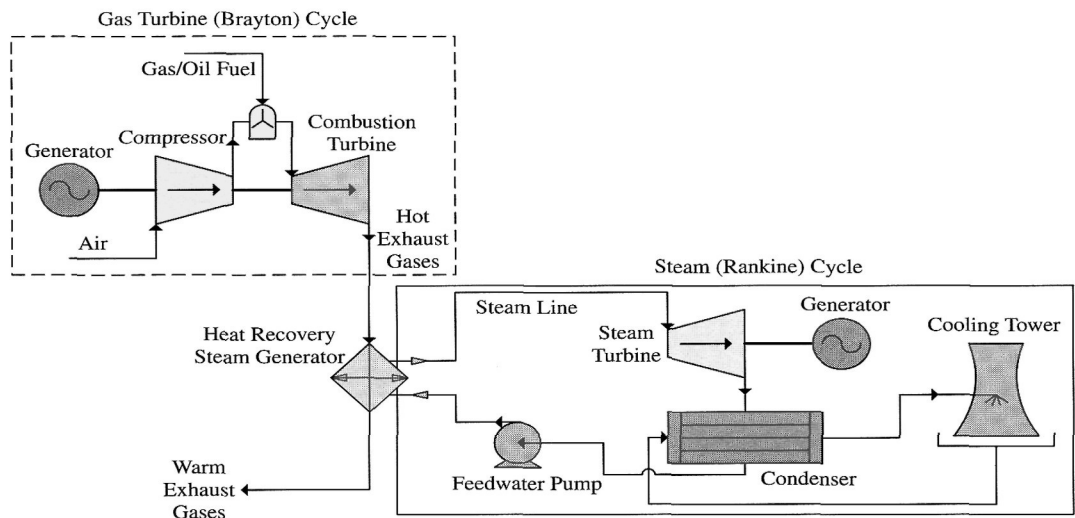 Gas Turbine (Brayton) Cycle
Gas/Oil Fuel
Compressor
Combustion
Turbine
Generator
Air
Hot
Exhaust
Gases
Steam (Rankine) Cycle
Steam Line
Generator
Cooling Tower
Steam
Turbine
Heat Recovery
Steam Generator
Feedwater Pump
Condenser
Warm
Exhaust
Gases